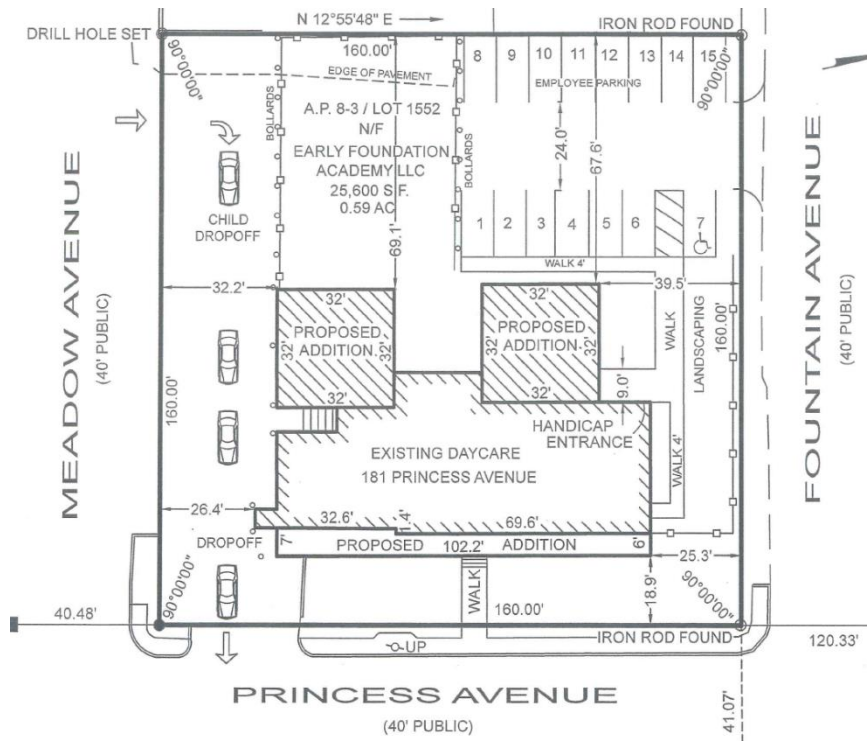 N 12°55'48" E
IRON ROD FOUND
DRILL HOLE SET
160.00'
90°00'00"
90°00'00"
EDGE OF PAVEMENT
8 9 10 11 12 13 14 15
EMPLOYEE PARKING
A.P. 8-3 / LOT 1552
N/F
EARLY FOUNDATION
ACADEMY LLC
25,600 S.F.
0.59 AC
BOLLARDS
BOLLARDS
24.0'
67.6'
69.1'
CHILD
DROPOFF
1 2 3 4 5 6 7
WALK 4'
32.2'
39.5'
MEADOW AVENUE
(40' PUBLIC)
FOUNTAIN AVENUE
(40' PUBLIC)
160.00'
160.00'
32'
PROPOSED
ADDITION
32'
32'
32'
32'
PROPOSED
ADDITION
32'
32'
32'
WALK
LANDSCAPING
9.0'
HANDICAP
ENTRANCE
WALK 4'
EXISTING DAYCARE
181 PRINCESS AVENUE
26.4'
32.6'
1.4'
69.6'
DROPOFF
7'
PROPOSED 102.2' ADDITION
6'
25.3'
18.9'
WALK
90°00'00"
90°00'00"
40.48'
160.00'
IRON ROD FOUND
120.33'
UP
PRINCESS AVENUE
(40' PUBLIC)
41.07'